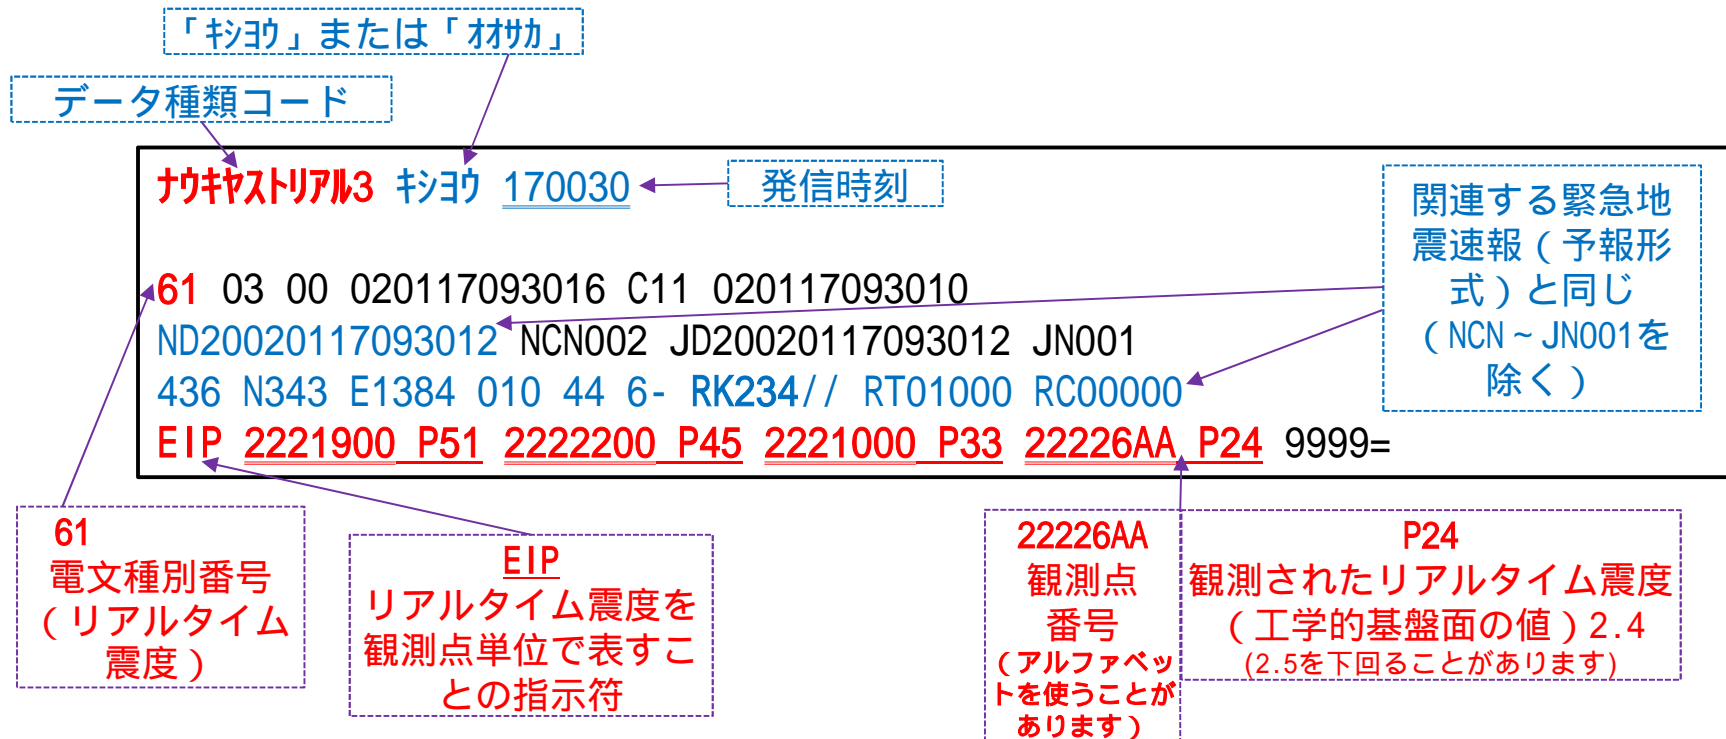 「ｷｼﾖｳ」または「ｵｵｻｶ」
データ種類コード
ﾅｳｷﾔｽﾄﾘｱﾙ3 ｷｼﾖｳ 170030
発信時刻
61 03 00 020117093016 C11 020117093010
ND20020117093012 NCN002 JD20020117093012 JN001
436 N343 E1384 010 44 6- RK234// RT01000 RC00000
EIP 2221900 P51 2222200 P45 2221000 P33 22226AA P24 9999=
関連する緊急地
震速報（予報形
式）と同じ
（NCN～JN001を
除く）
61
電文種別番号
（リアルタイム
震度）
EIP
リアルタイム震度を
観測点単位で表すこ
との指示符
22226AA
観測点
番号
（アルファベッ
トを使うことが
あります）
P24
観測されたリアルタイム震度
（工学的基盤面の値）2.4
(2.5を下回ることがあります)